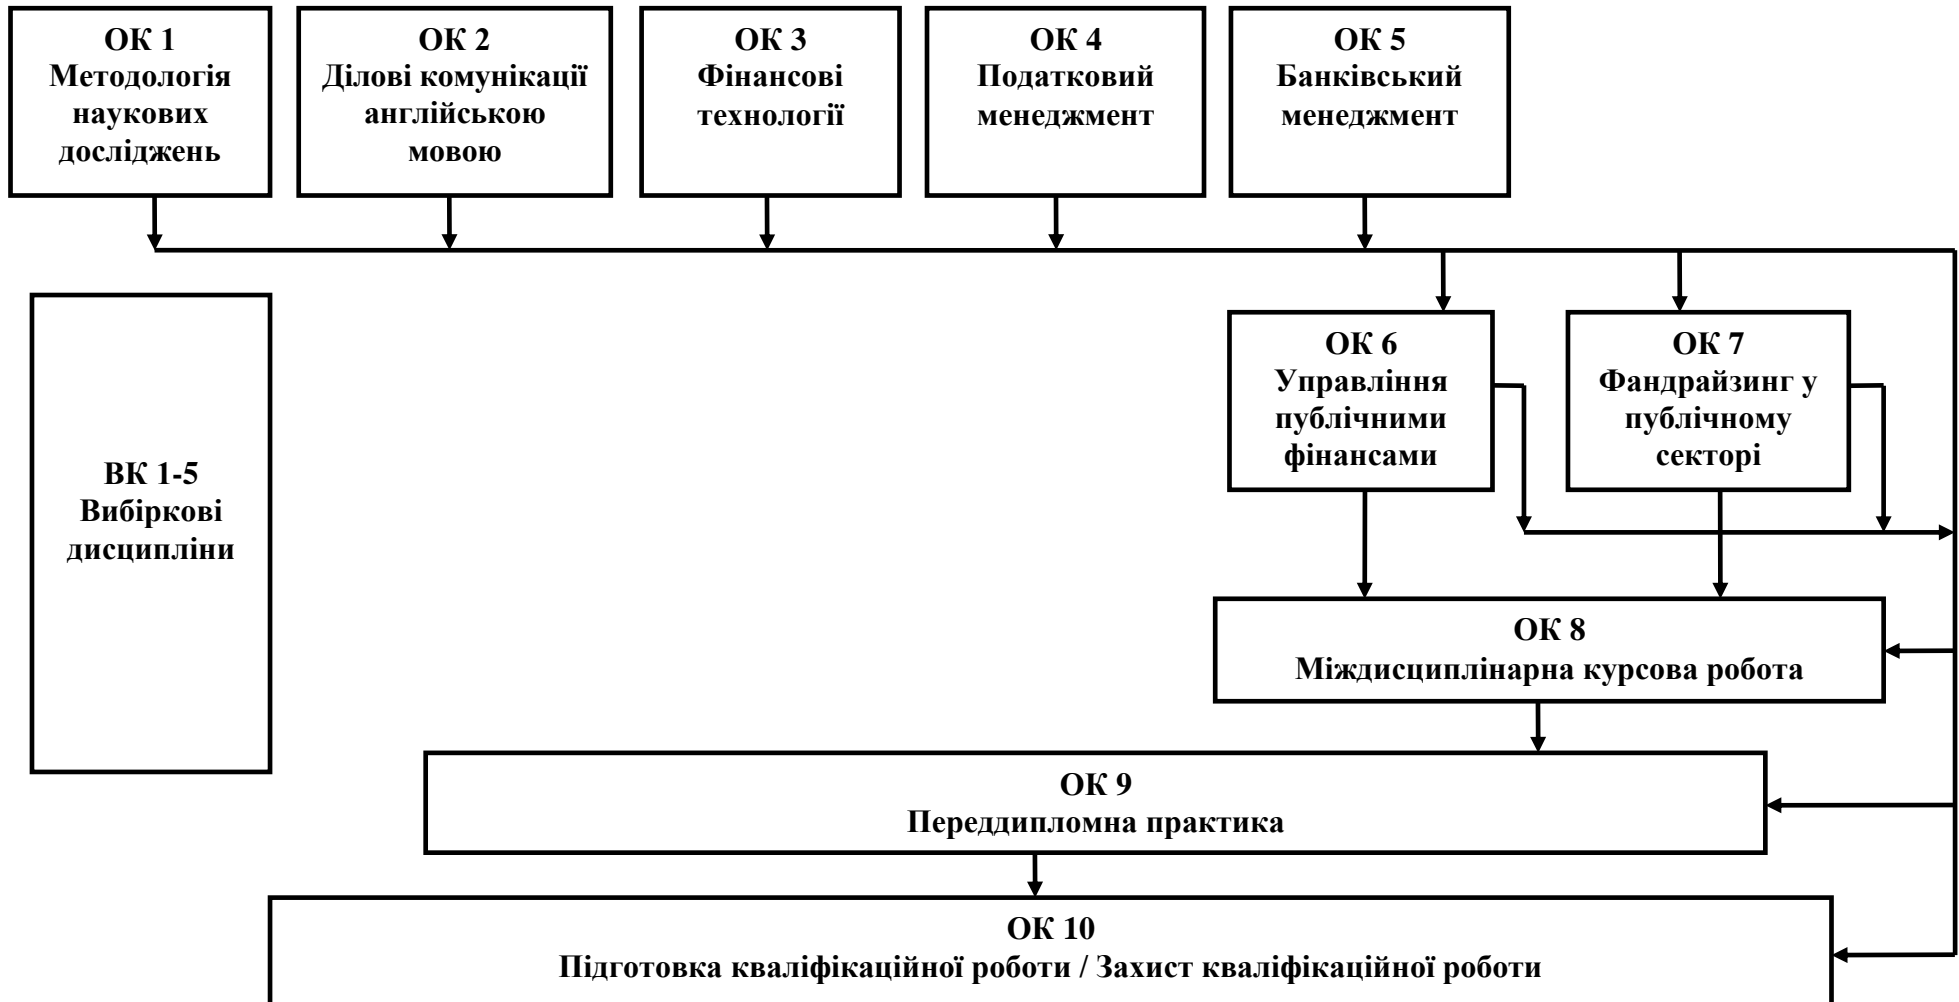 ОК 1
Методологія
наукових
досліджень
ОК 2
Ділові комунікації
англійською
мовою
ОК 3
Фінансові
технології
ОК 4
Податковий
менеджмент
ОК 5
Банківський
менеджмент
ВК 1-5
Вибіркові
дисципліни
ОК 6
Управління
публічними
фінансами
ОК 7
Фандрайзинг у
публічному
секторі
ОК 8
Міждисциплінарна курсова робота
ОК 9
Переддипломна практика
ОК 10
Підготовка кваліфікаційної роботи / Захист кваліфікаційної роботи